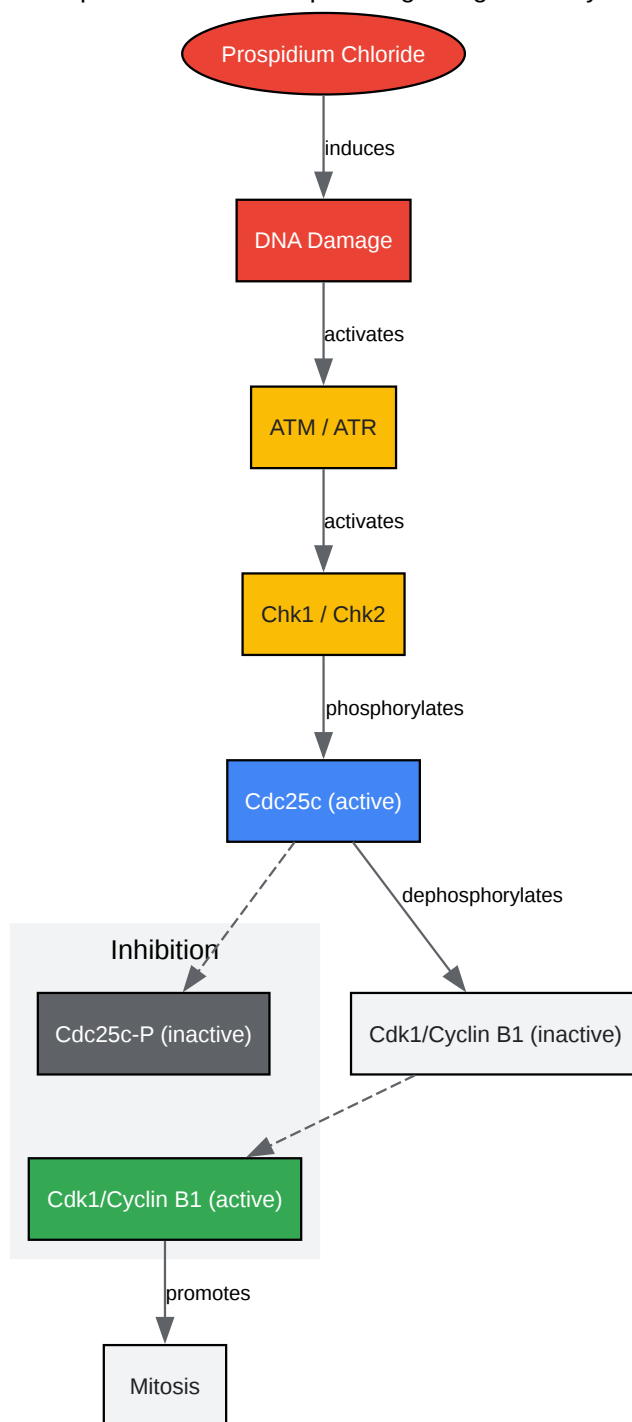 Prospidium Chloride
induces
DNA Damage
activates
ATM / ATR
activates
Chk1 / Chk2
phosphorylates
Cdc25c (active)
dephosphorylates
Inhibition
Cdc25c-P (inactive)
Cdk1/Cyclin B1 (inactive)
Cdk1/Cyclin B1 (active)
promotes
Mitosis